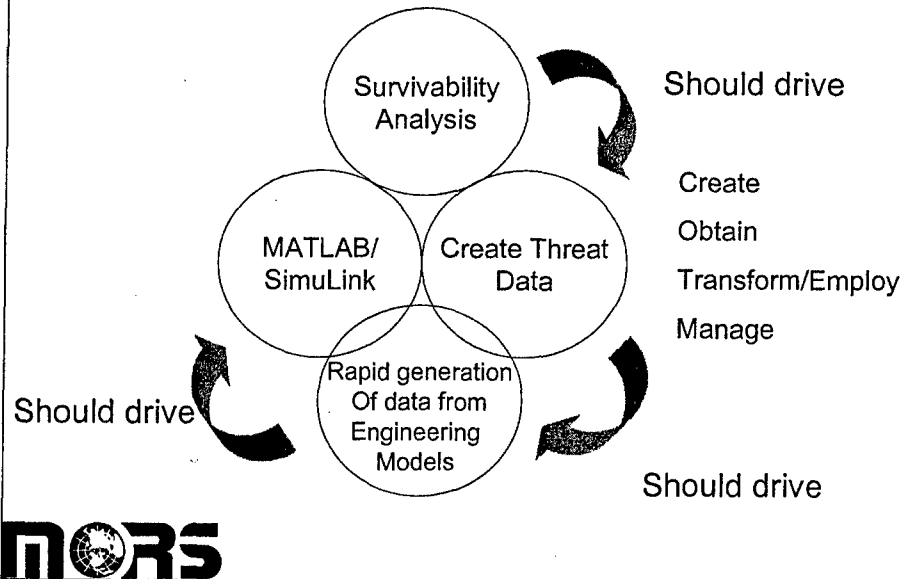 Survivability
Analysis
Should drive
MATLAB/
SimuLink
Create Threat
Data
Create
Obtain
Transform/Employ
Manage
Rapid generation
Of data from
Engineering
Models
Should drive
Should drive
MORS